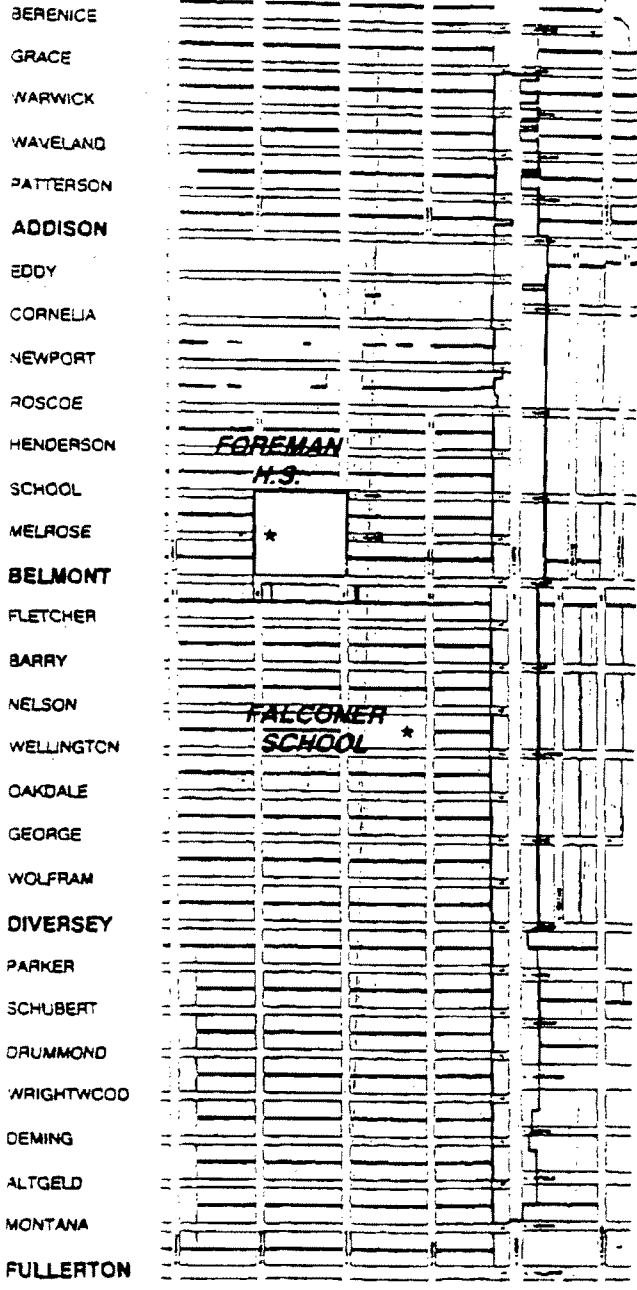 BERENICE
GRACE
WARWICK
WAVELAND
PATTERSON
ADDISON
EDDY
CORNELIA
NEWPORT
ROSCOE
HENDERSON
FOREMAN
H.S.
SCHOOL
MELROSE
BELMONT
FLETCHER
BARRY
NELSON
FALCONER
SCHOOL
WELLINGTON
OAKDALE
GEORGE
WOLFRAM
DIVERSEY
PARKER
SCHUBERT
DRUMMOND
WRIGHTWOOD
DEMING
ALTGELD
MONTANA
FULLERTON